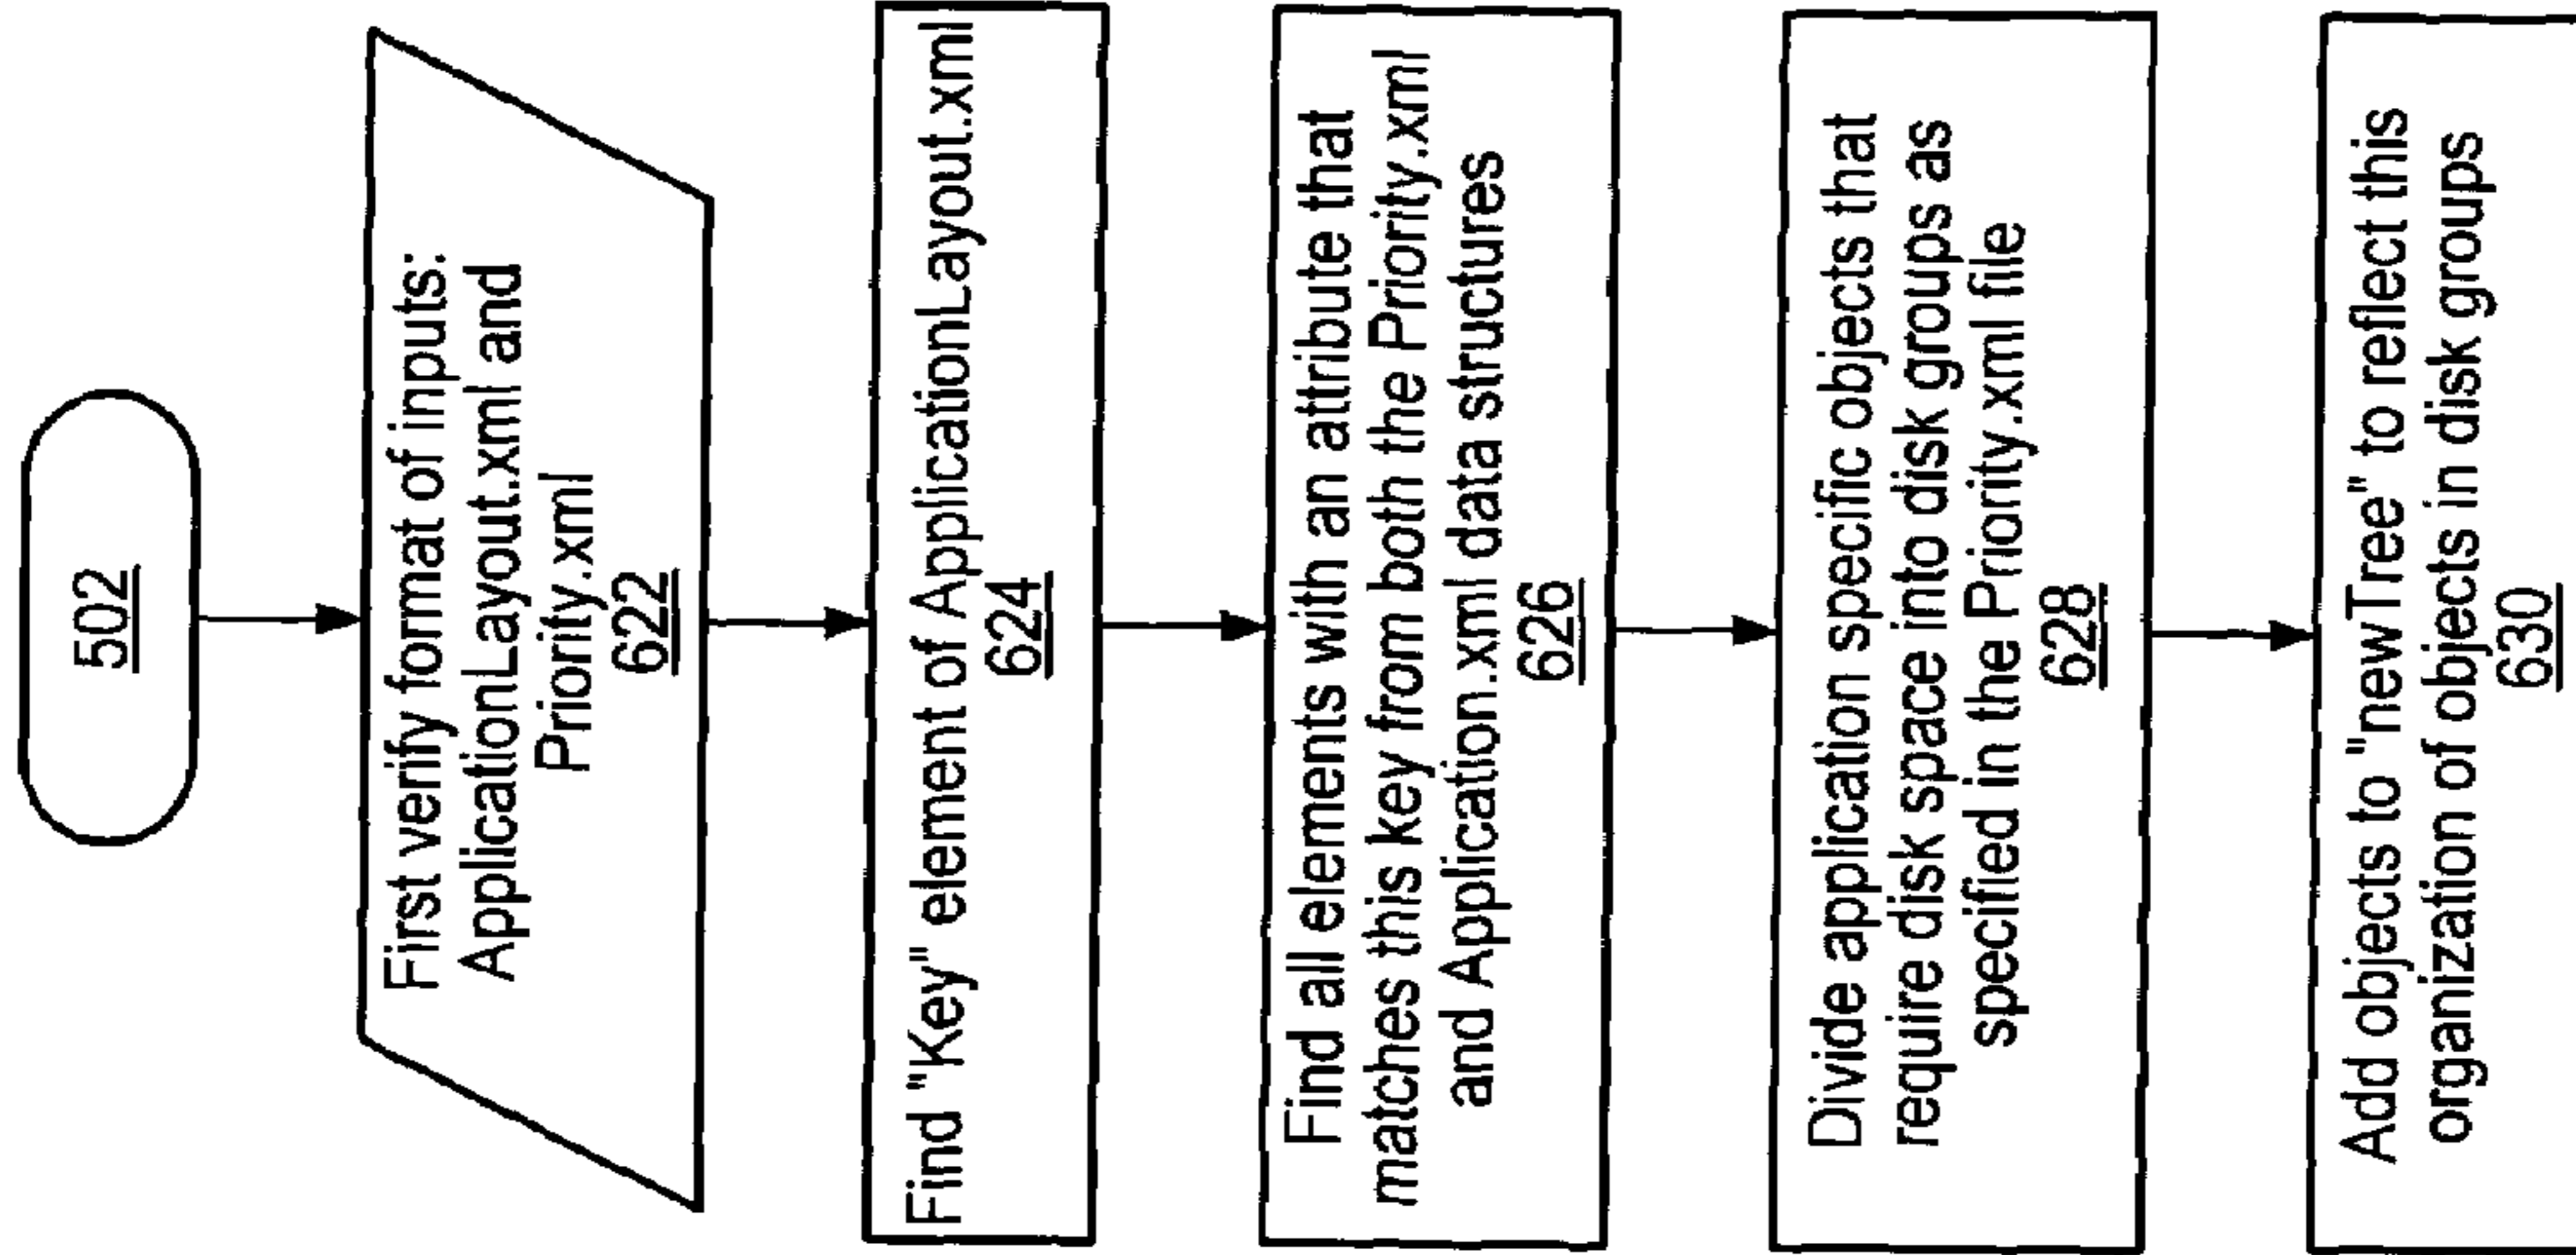 502
First verify format of inputs:
ApplicationLayout.xml and
Priority.xml
622
Find "Key" element of ApplicationLayout.xml
624
Find all elements with an attribute that
matches this key from both the Priority.xml
and Application.xml data structures
626
Divide application specific objects that
require disk space into disk groups as
specified in the Priority.xml file
628
Add objects to "newTree" to reflect this
organization of objects in disk groups
630